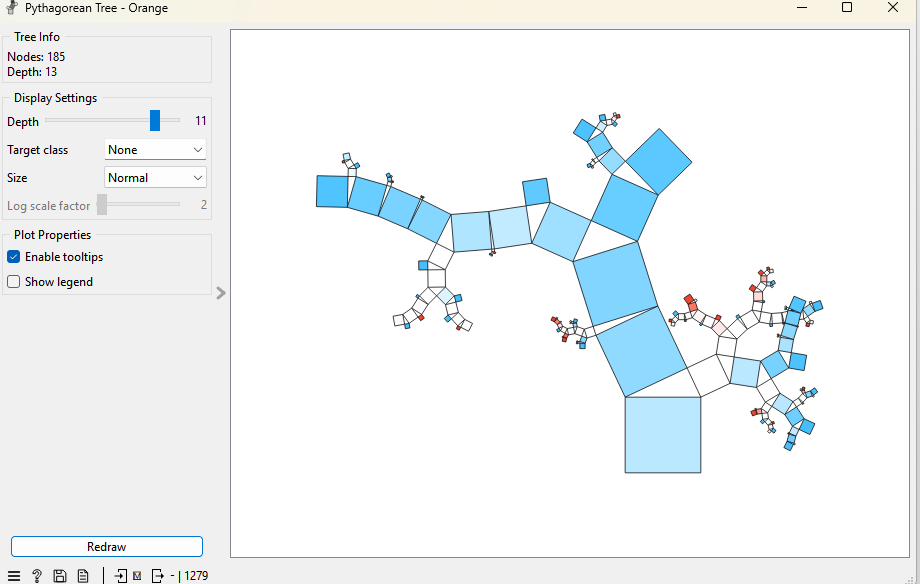 Pythagorean Tree - Orange
Tree Info
Nodes: 185
Depth: 13
Display Settings
Depth 11
Target class None
Size Normal
Log scale factor 2
Plot Properties
Enable tooltips
Show legend
Redraw
? M - | 1279